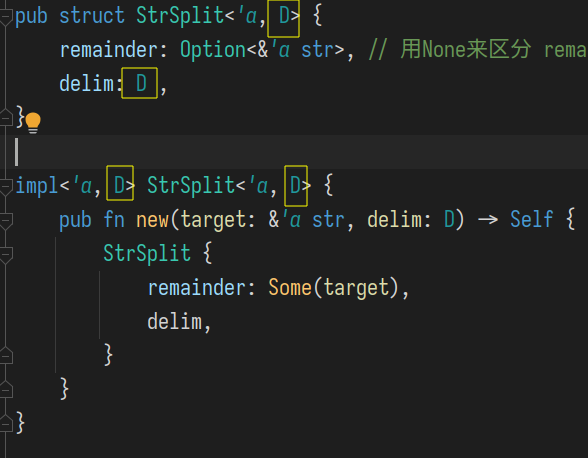 pub struct StrSplit<'a, D> {
    remainder: Option<&'a str>, // 用None来区分 rema
    delim: D ,
}
impl<'a, D> StrSplit<'a, D> {
    pub fn new(target: &'a str, delim: D) -> Self {
        StrSplit {
            remainder: Some(target),
            delim,
        }
    }
}